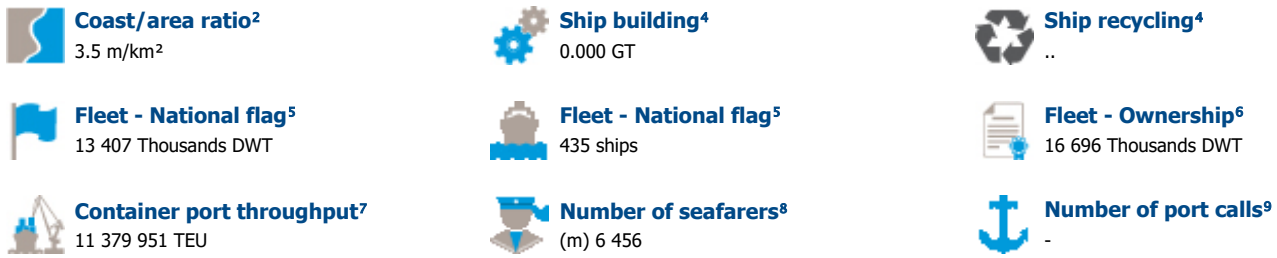 Coast/area ratio²
3.5 m/km²
Ship building⁴
0.000 GT
Ship recycling⁴
..
Fleet - National flag⁵
13 407 Thousands DWT
Fleet - National flag⁵
435 ships
Fleet - Ownership⁶
16 696 Thousands DWT
Container port throughput⁷
11 379 951 TEU
Number of seafarers⁸
(m) 6 456
Number of port calls⁹
-